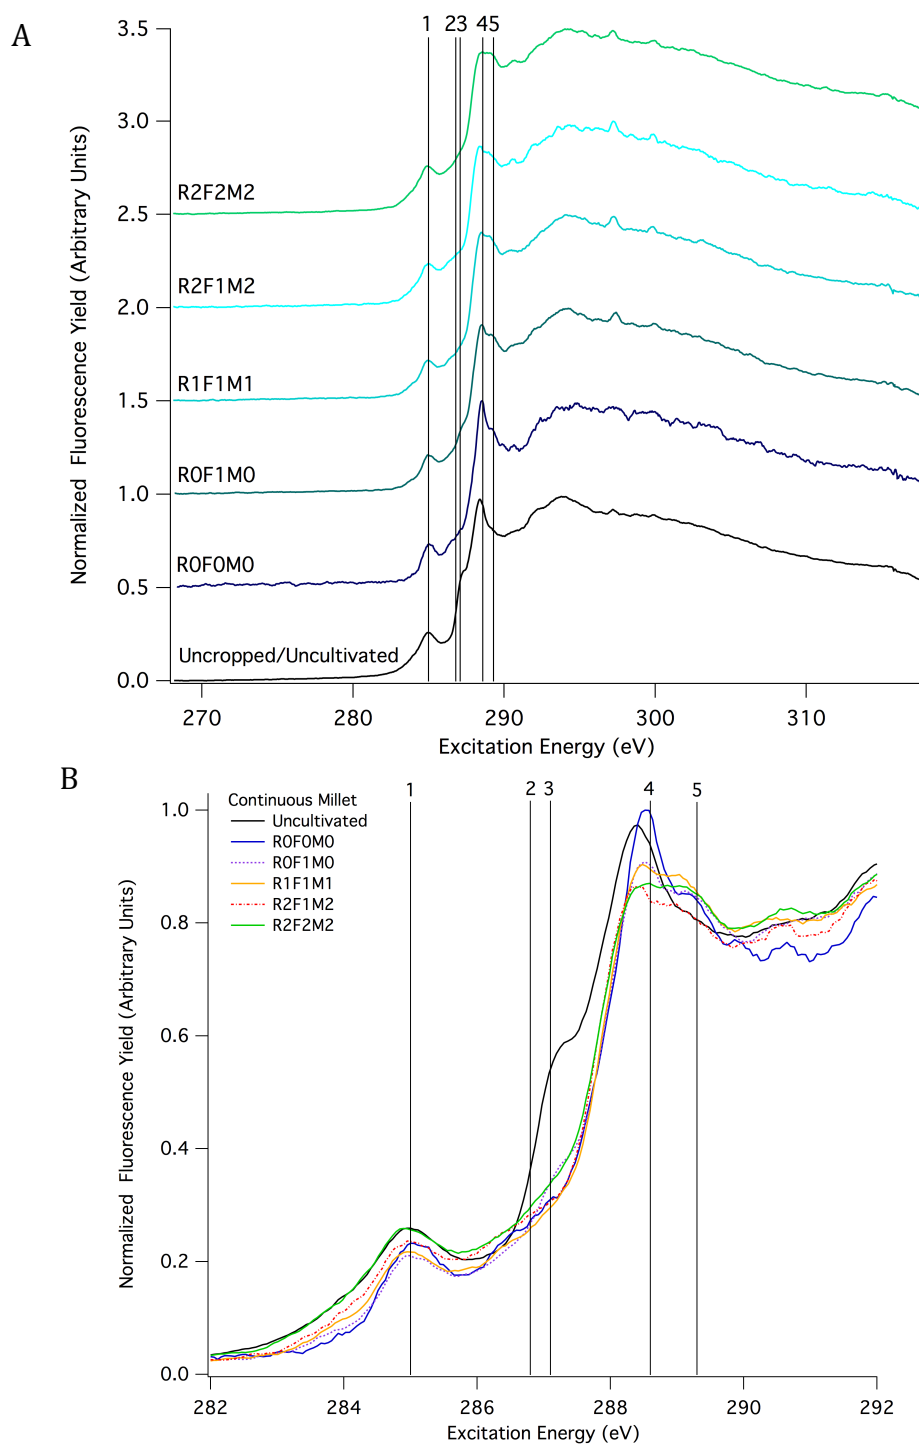 A
1 23 45
3.5
3.0
2.5
2.0
1.5
1.0
0.5
0.0
Normalized Fluorescence Yield (Arbitrary Units)
R2F2M2
R2F1M2
R1F1M1
R0F1M0
R0F0M0
Uncropped/Uncultivated
270 280 290 300 310
Excitation Energy (eV)
B
1 2 3 4 5
Continuous Millet
Uncultivated
R0F0M0
R0F1M0
R1F1M1
R2F1M2
R2F2M2
1.0
0.8
0.6
0.4
0.2
0.0
Normalized Fluorescence Yield (Arbitrary Units)
282 284 286 288 290 292
Excitation Energy (eV)